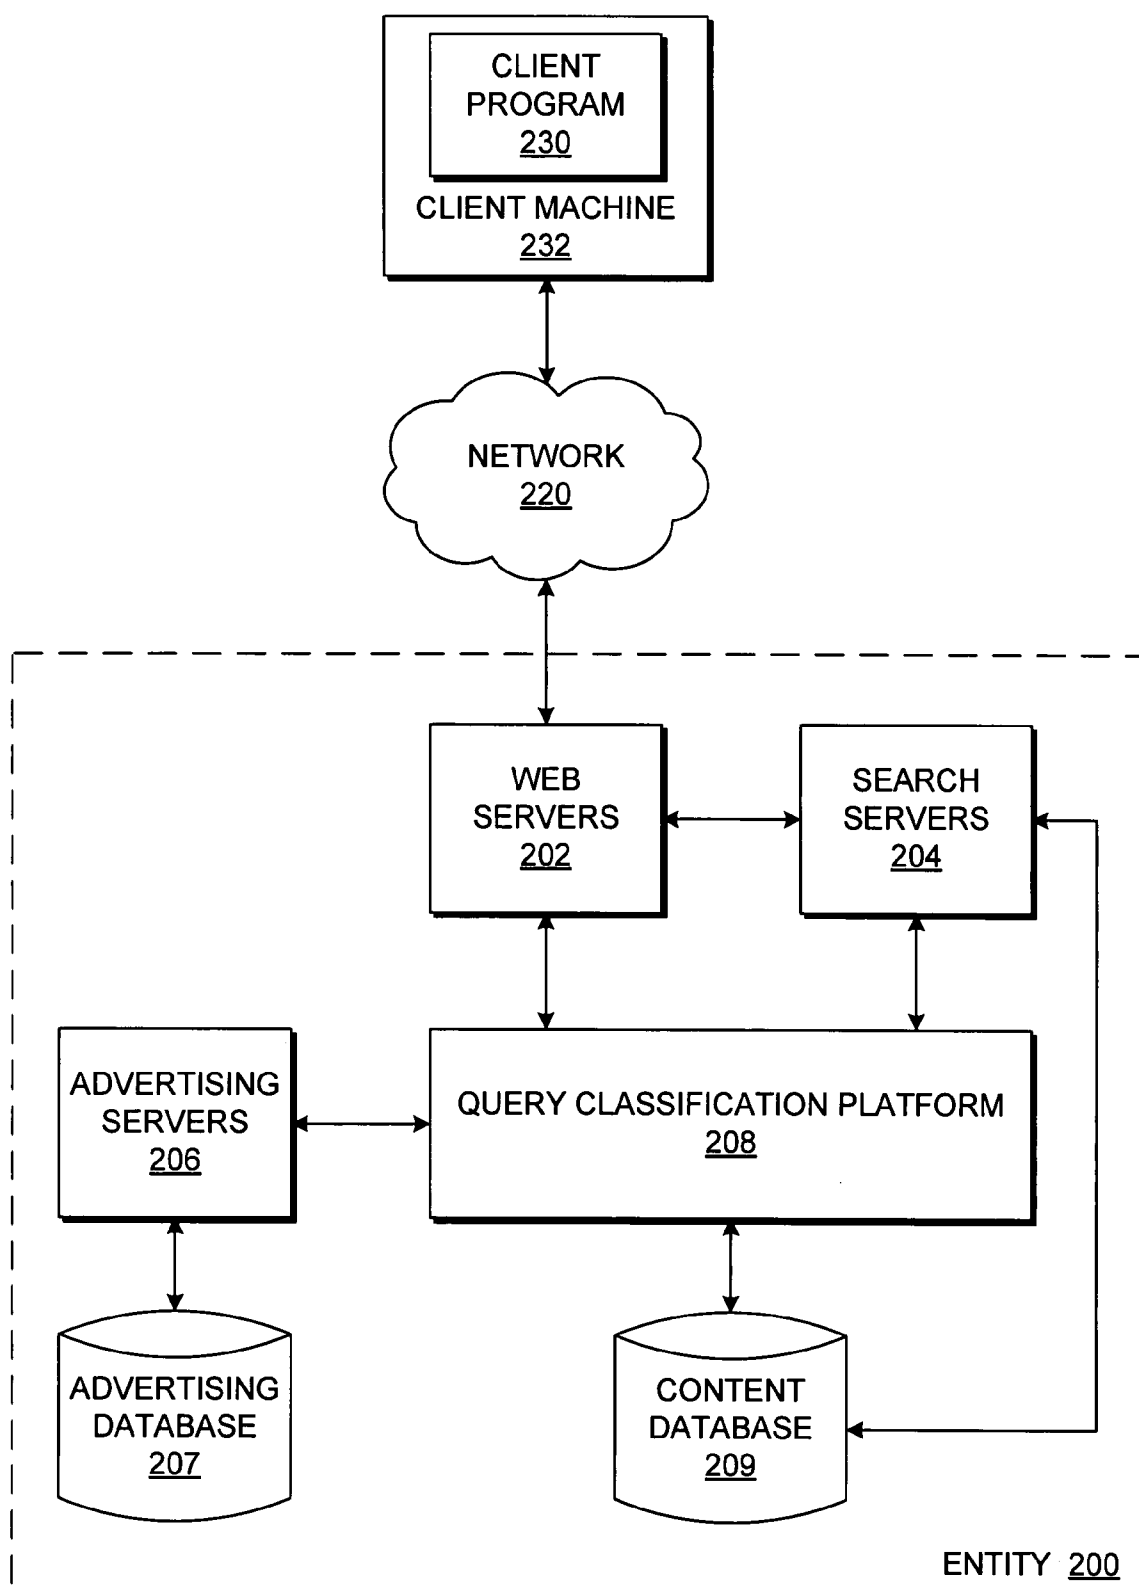 CLIENT
PROGRAM
230
CLIENT MACHINE
232
NETWORK
220
WEB
SERVERS
202
SEARCH
SERVERS
204
ADVERTISING
SERVERS
206
QUERY CLASSIFICATION PLATFORM
208
ADVERTISING
DATABASE
207
CONTENT
DATABASE
209
ENTITY 200